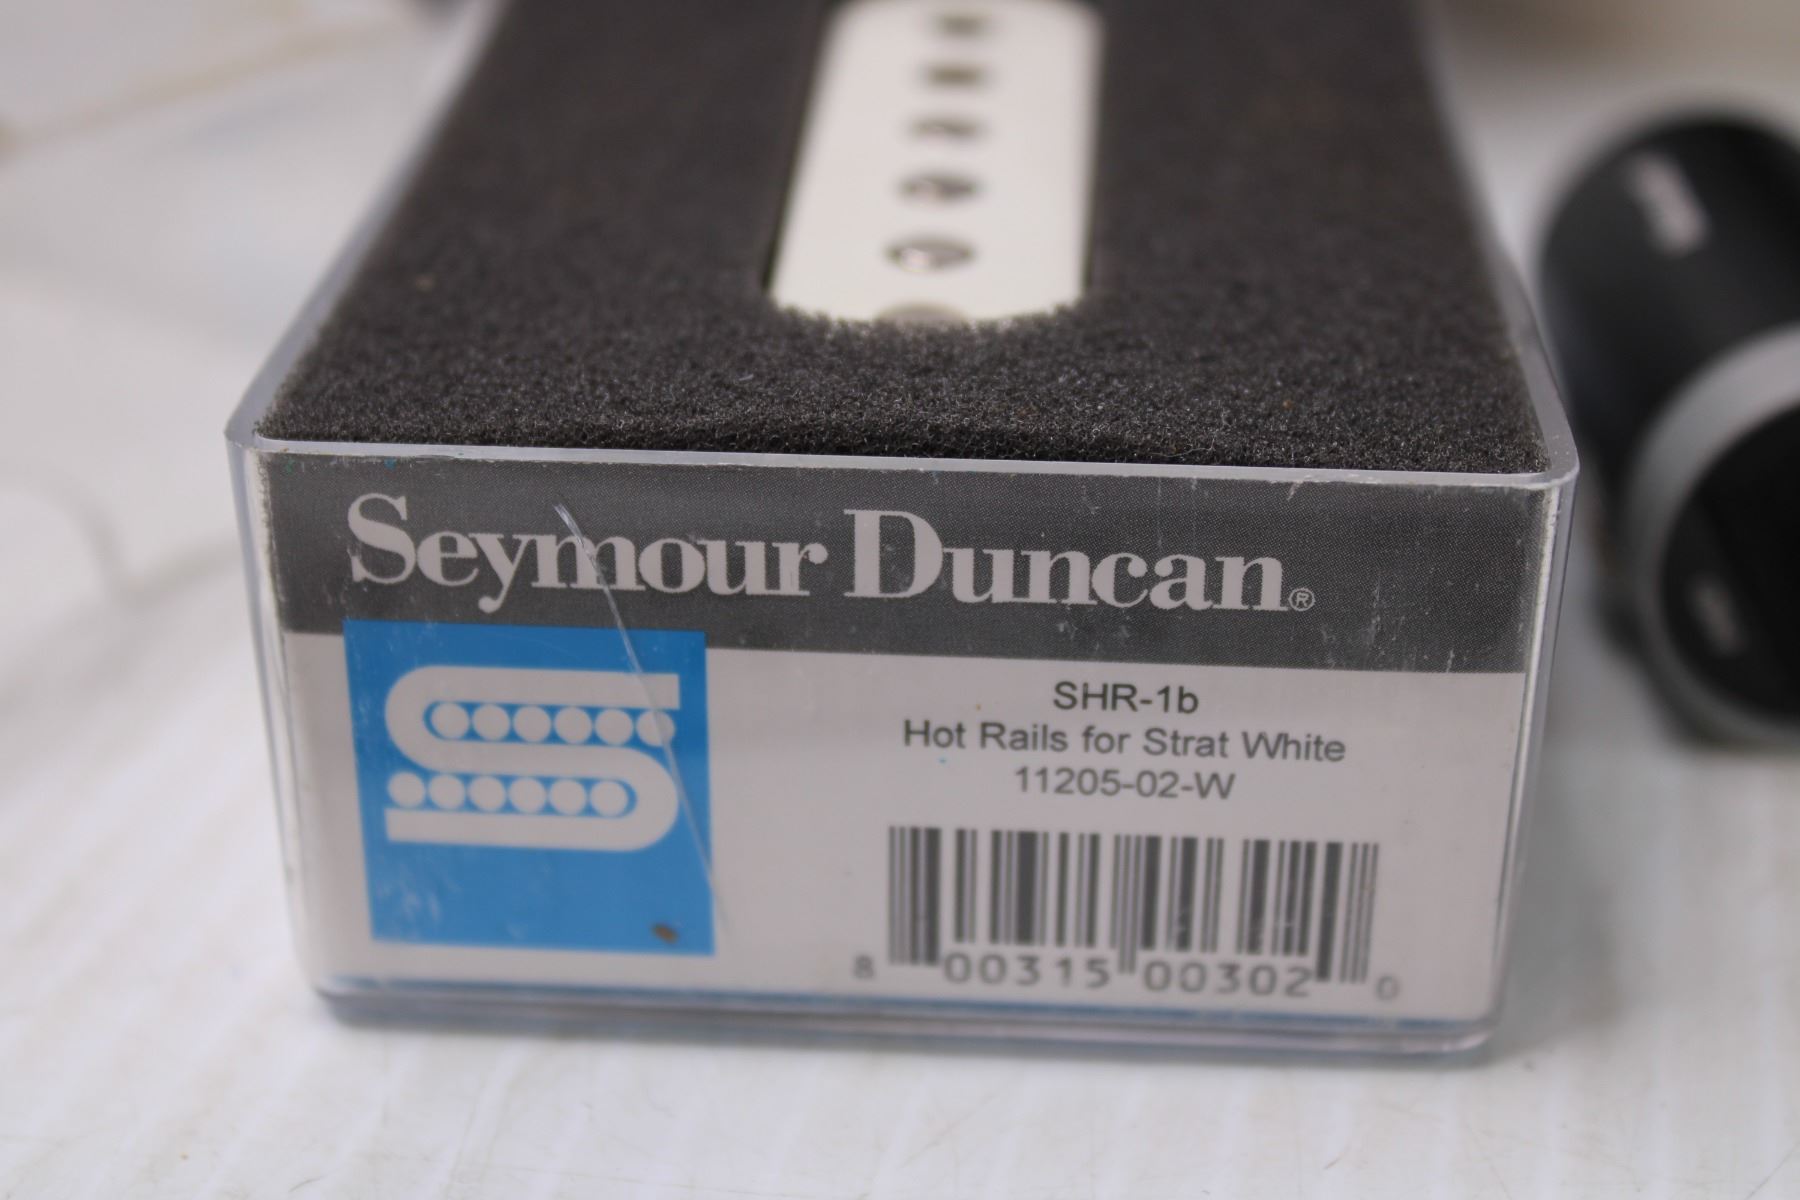 Seymour Duncan®
SHR-1b
Hot Rails for Strat White
11205-02-W
8 00315 00302 0